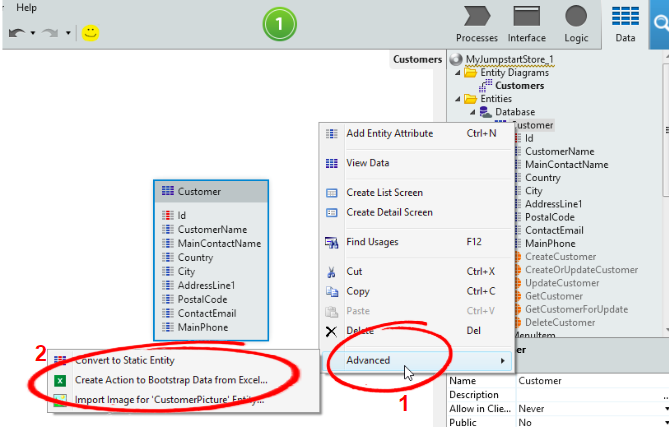 Help
1
Processes
Interface
Logic
Data
Customers
MyJumpstartStore_1
Entity Diagrams
Customers
Entities
Database
Customer
Id
CustomerName
MainContactName
Country
City
AddressLine1
PostalCode
ContactEmail
MainPhone
CreateCustomer
CreateOrUpdateCustomer
UpdateCustomer
GetCustomer
GetCustomerForUpdate
DeleteCustomer
MenuItem
Add Entity Attribute Ctrl+N
View Data
Create List Screen
Create Detail Screen
Find Usages F12
Cut Ctrl+X
Copy Ctrl+C
Paste Ctrl+V
Delete Del
Advanced
1
Customer
Id
CustomerName
MainContactName
Country
City
AddressLine1
PostalCode
ContactEmail
MainPhone
2
Convert to Static Entity
Create Action to Bootstrap Data from Excel...
Import Image for 'CustomerPicture' Entity...
er
Name Customer
Description ...
Allow in Clie... Never
Public No